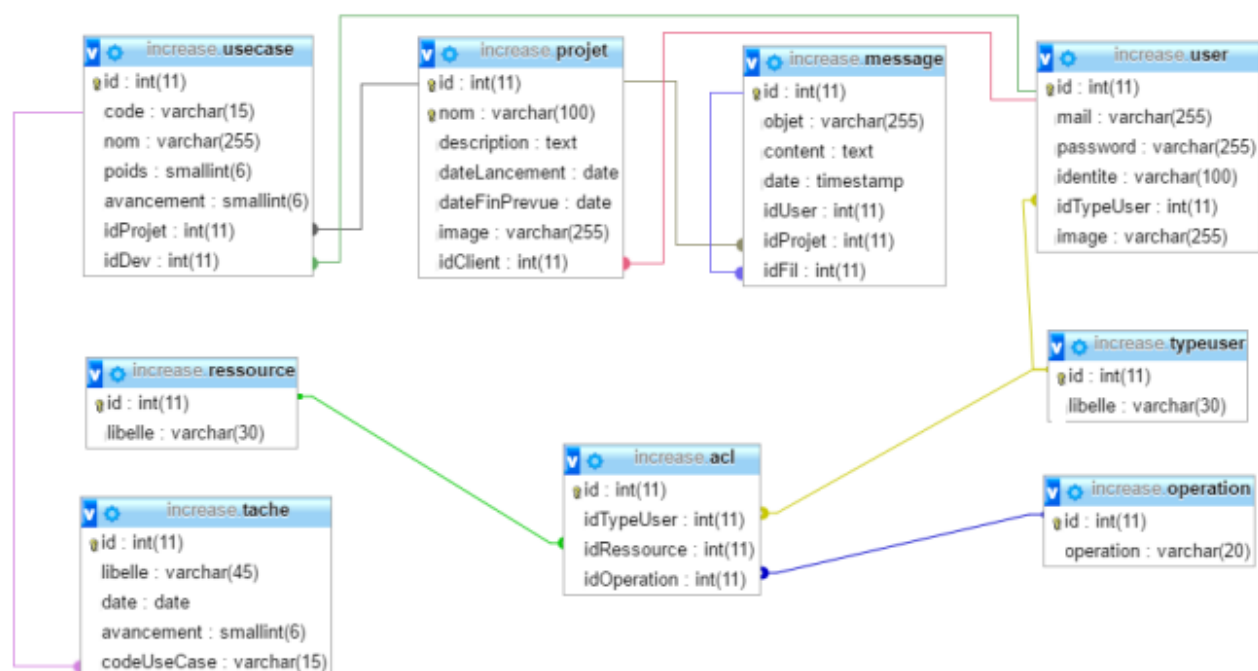 increase.usecase
id : int(11)
code : varchar(15)
nom : varchar(255)
poids : smallint(6)
avancement : smallint(6)
idProjet : int(11)
idDev : int(11)
increase.projet
id : int(11)
nom : varchar(100)
description : text
dateLancement : date
dateFinPrevue : date
image : varchar(255)
idClient : int(11)
increase.message
id : int(11)
objet : varchar(255)
content : text
date : timestamp
idUser : int(11)
idProjet : int(11)
idFil : int(11)
increase.user
id : int(11)
mail : varchar(255)
password : varchar(255)
identite : varchar(100)
idTypeUser : int(11)
image : varchar(255)
increase.ressource
id : int(11)
libelle : varchar(30)
increase.typeuser
id : int(11)
libelle : varchar(30)
increase.acl
id : int(11)
idTypeUser : int(11)
idRessource : int(11)
idOperation : int(11)
increase.operation
id : int(11)
operation : varchar(20)
increase.tache
id : int(11)
libelle : varchar(45)
date : date
avancement : smallint(6)
codeUseCase : varchar(15)